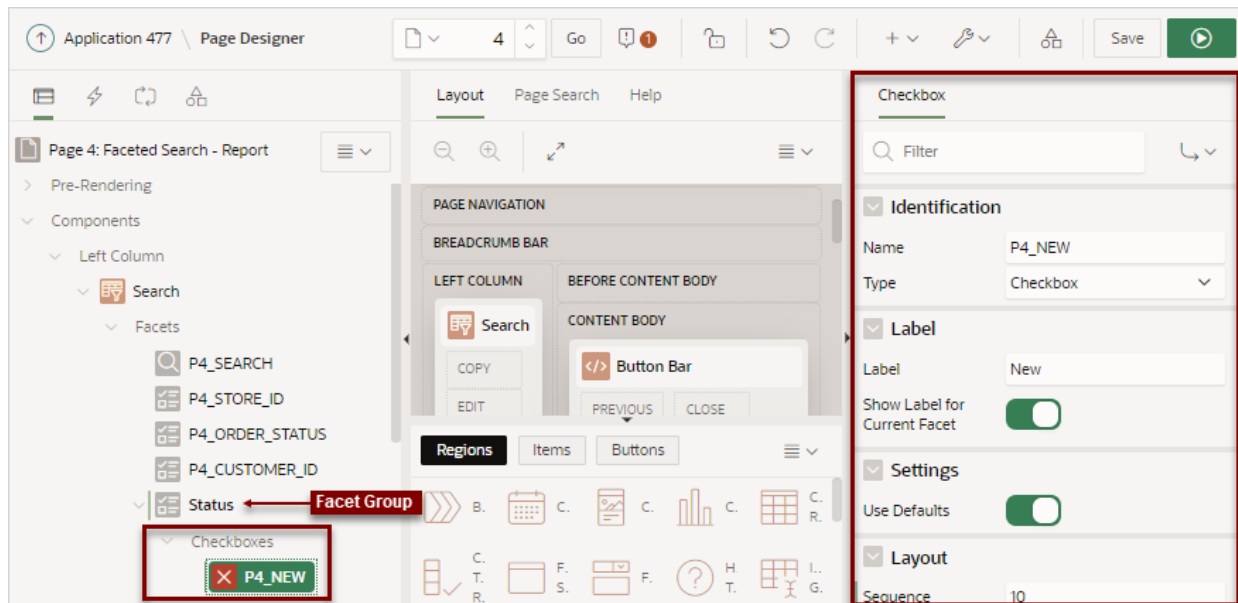 Application 477 \ Page Designer 4 Go 1 Save
Layout Page Search Help Checkbox
Page 4: Faceted Search - Report Filter
Pre-Rendering
Components
Left Column
Search
Facets
P4_SEARCH
P4_STORE_ID
P4_ORDER_STATUS
P4_CUSTOMER_ID
Status Facet Group
Checkboxes
P4_NEW
PAGE NAVIGATION
BREADCRUMB BAR
LEFT COLUMN BEFORE CONTENT BODY
Search CONTENT BODY
COPY Button Bar
EDIT PREVIOUS CLOSE
Regions Items Buttons
B. C. C. C. C. R.
C. T. R. F. S. F. H. T. I.. G.
Identification
Name P4_NEW
Type Checkbox
Label
Label New
Show Label for
Current Facet
Settings
Use Defaults
Layout
Sequence 10